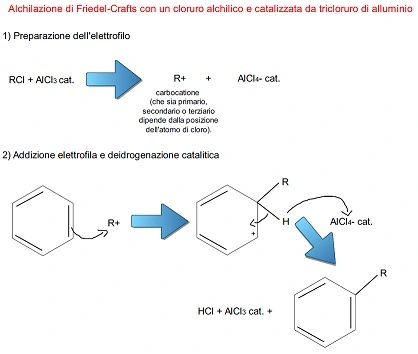 Alchilazione di Friedel-Crafts con un cloruro alchilico e catalizzata da tricloruro di alluminio
1) Preparazione dell'elettrofilo
RCl + AlCl3 cat.
R+ + AlCl4- cat.
carbocatione
(che sia primario,
secondario o terziario
dipende dalla posizione
dell'atomo di cloro).
2) Addizione elettrofila e deidrogenazione catalitica
R
R+
H
AlCl4- cat.
+
R
HCl + AlCl3 cat. +